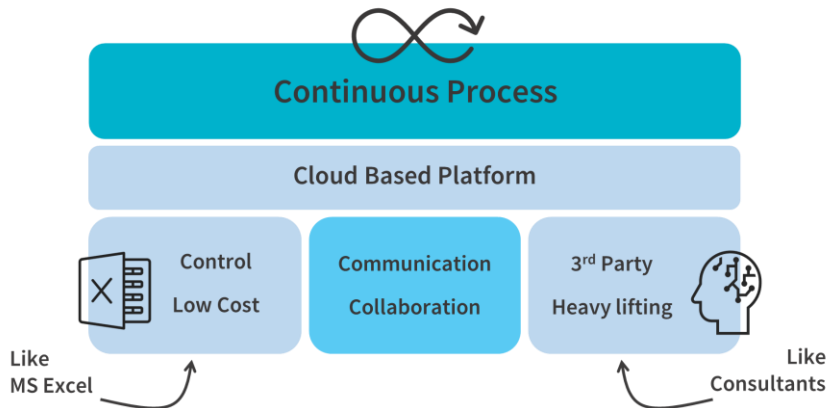 Continuous Process
Cloud Based Platform
Control
Low Cost
Communication
Collaboration
3rd Party
Heavy lifting
X
Like
MS Excel
Like
Consultants